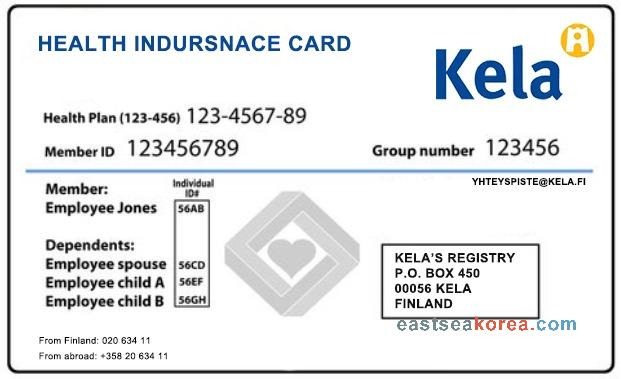 HEALTH INDURSNACE CARD
Kela
Health Plan (123-456) 123-4567-89
Member ID 123456789 Group number 123456
YHTEYSPISTE@KELA.FI
Individual
ID#
Member:
Employee Jones 56AB
Dependents:
Employee spouse 56CD
Employee child A 56EF
Employee child B 56GH
KELA'S REGISTRY
P.O. BOX 450
00056 KELA
FINLAND
eastseakorea.com
From Finland: 020 634 11
From abroad: +358 20 634 11